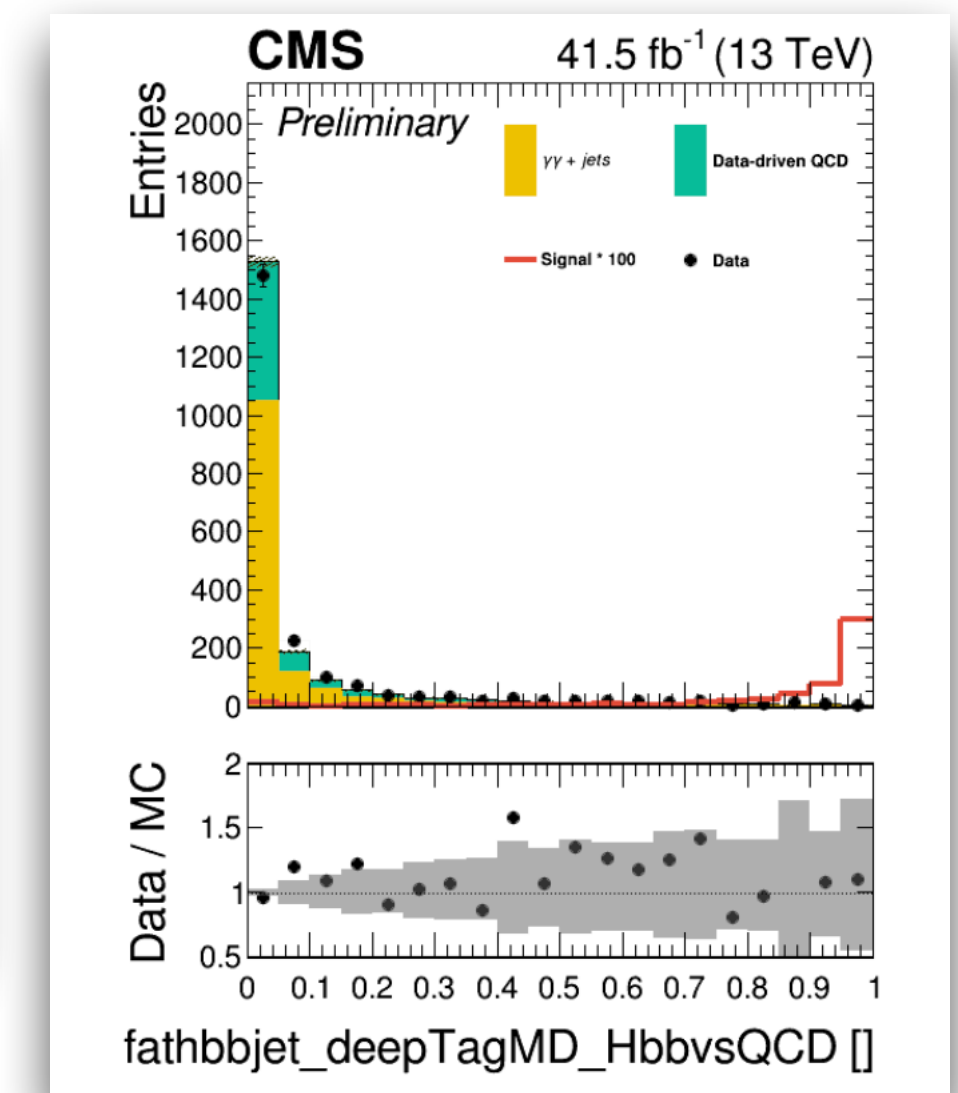 CMS 41.5 fb⁻¹ (13 TeV)
Preliminary
Entries
2000
1800
1600
1400
1200
1000
800
600
400
200
0
γγ + jets
Data-driven QCD
Signal * 100
Data
Data / MC
2
1.5
1
0.5
0 0.1 0.2 0.3 0.4 0.5 0.6 0.7 0.8 0.9 1
fathbbjet_deepTagMD_HbbvsQCD []